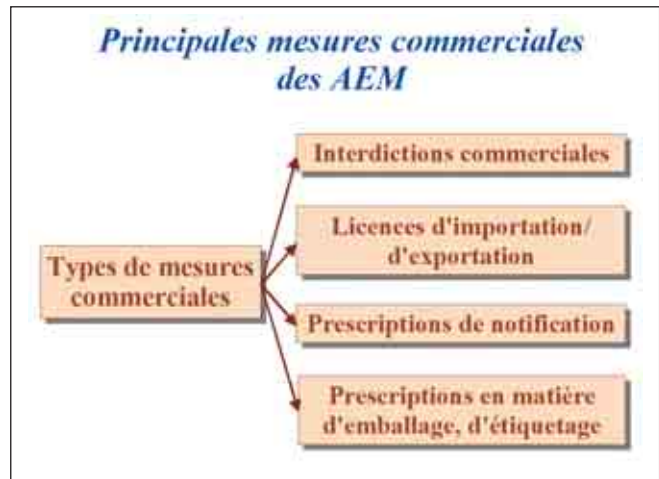 Principales mesures commerciales
des AEM
Interdictions commerciales
Licences d'importation/
d'exportation
Types de mesures
commerciales
Prescriptions de notification
Prescriptions en matière
d'emballage, d'étiquetage